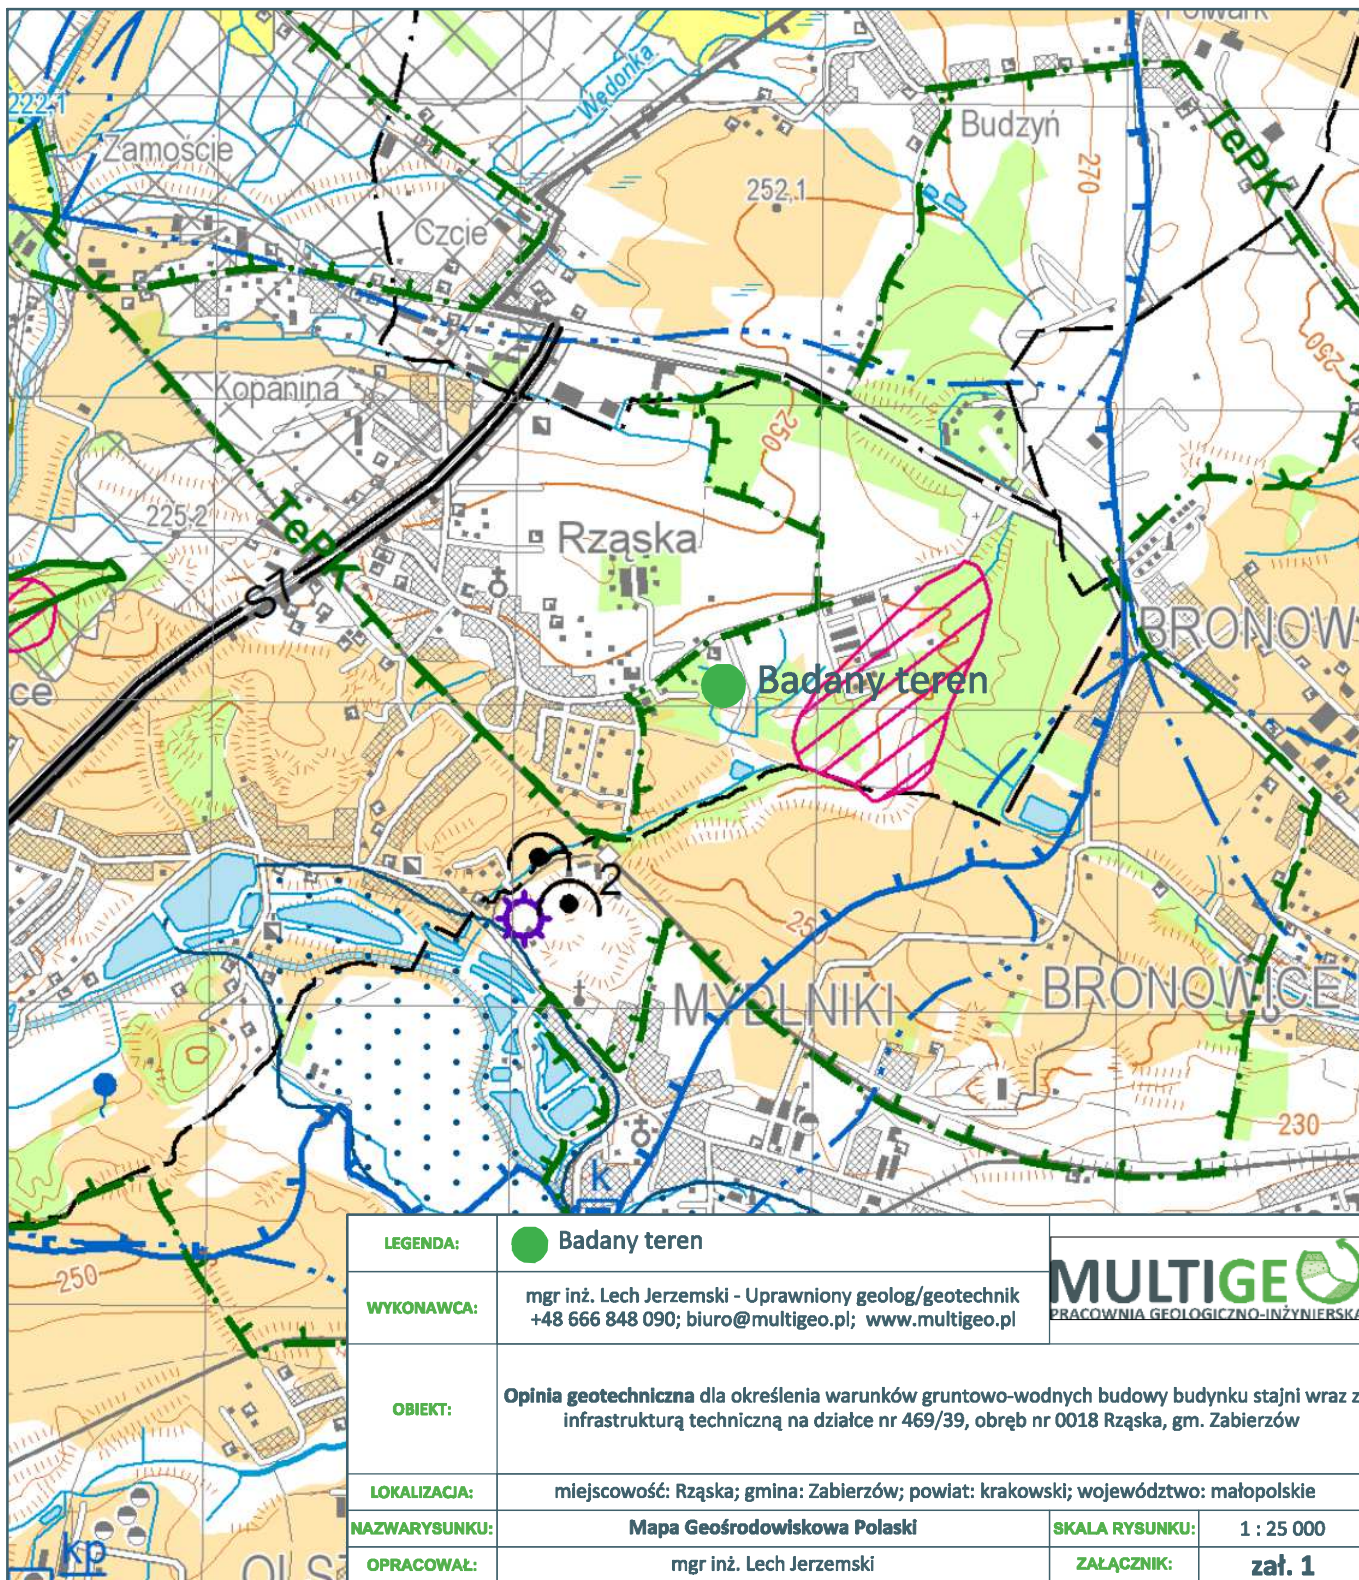 Folwark
222,1
Wędonka
Zamoście
Budzyń
TePK
270
252,1
Czcie
250
Kopanina
250
225,2
TePK
Rząska
S7
BRONOW
ce
Badany teren
2
25
MYDLNIKI
BRONOWICE
230
k
250
kp
OLSZ
LEGENDA:
Badany teren
MULTIGEO
PRACOWNIA GEOLOGICZNO-INŻYNIERSKA
WYKONAWCA:
mgr inż. Lech Jerzemski - Uprawniony geolog/geotechnik
+48 666 848 090; biuro@multigeo.pl; www.multigeo.pl
OBIEKT:
Opinia geotechniczna dla określenia warunków gruntowo-wodnych budowy budynku stajni wraz z
infrastrukturą techniczną na działce nr 469/39, obręb nr 0018 Rząska, gm. Zabierzów
LOKALIZACJA:
miejscowość: Rząska; gmina: Zabierzów; powiat: krakowski; województwo: małopolskie
NAZWARYSUNKU:
Mapa Geośrodowiskowa Polaski
SKALA RYSUNKU:
1 : 25 000
OPRACOWAŁ:
mgr inż. Lech Jerzemski
ZAŁĄCZNIK:
zał. 1